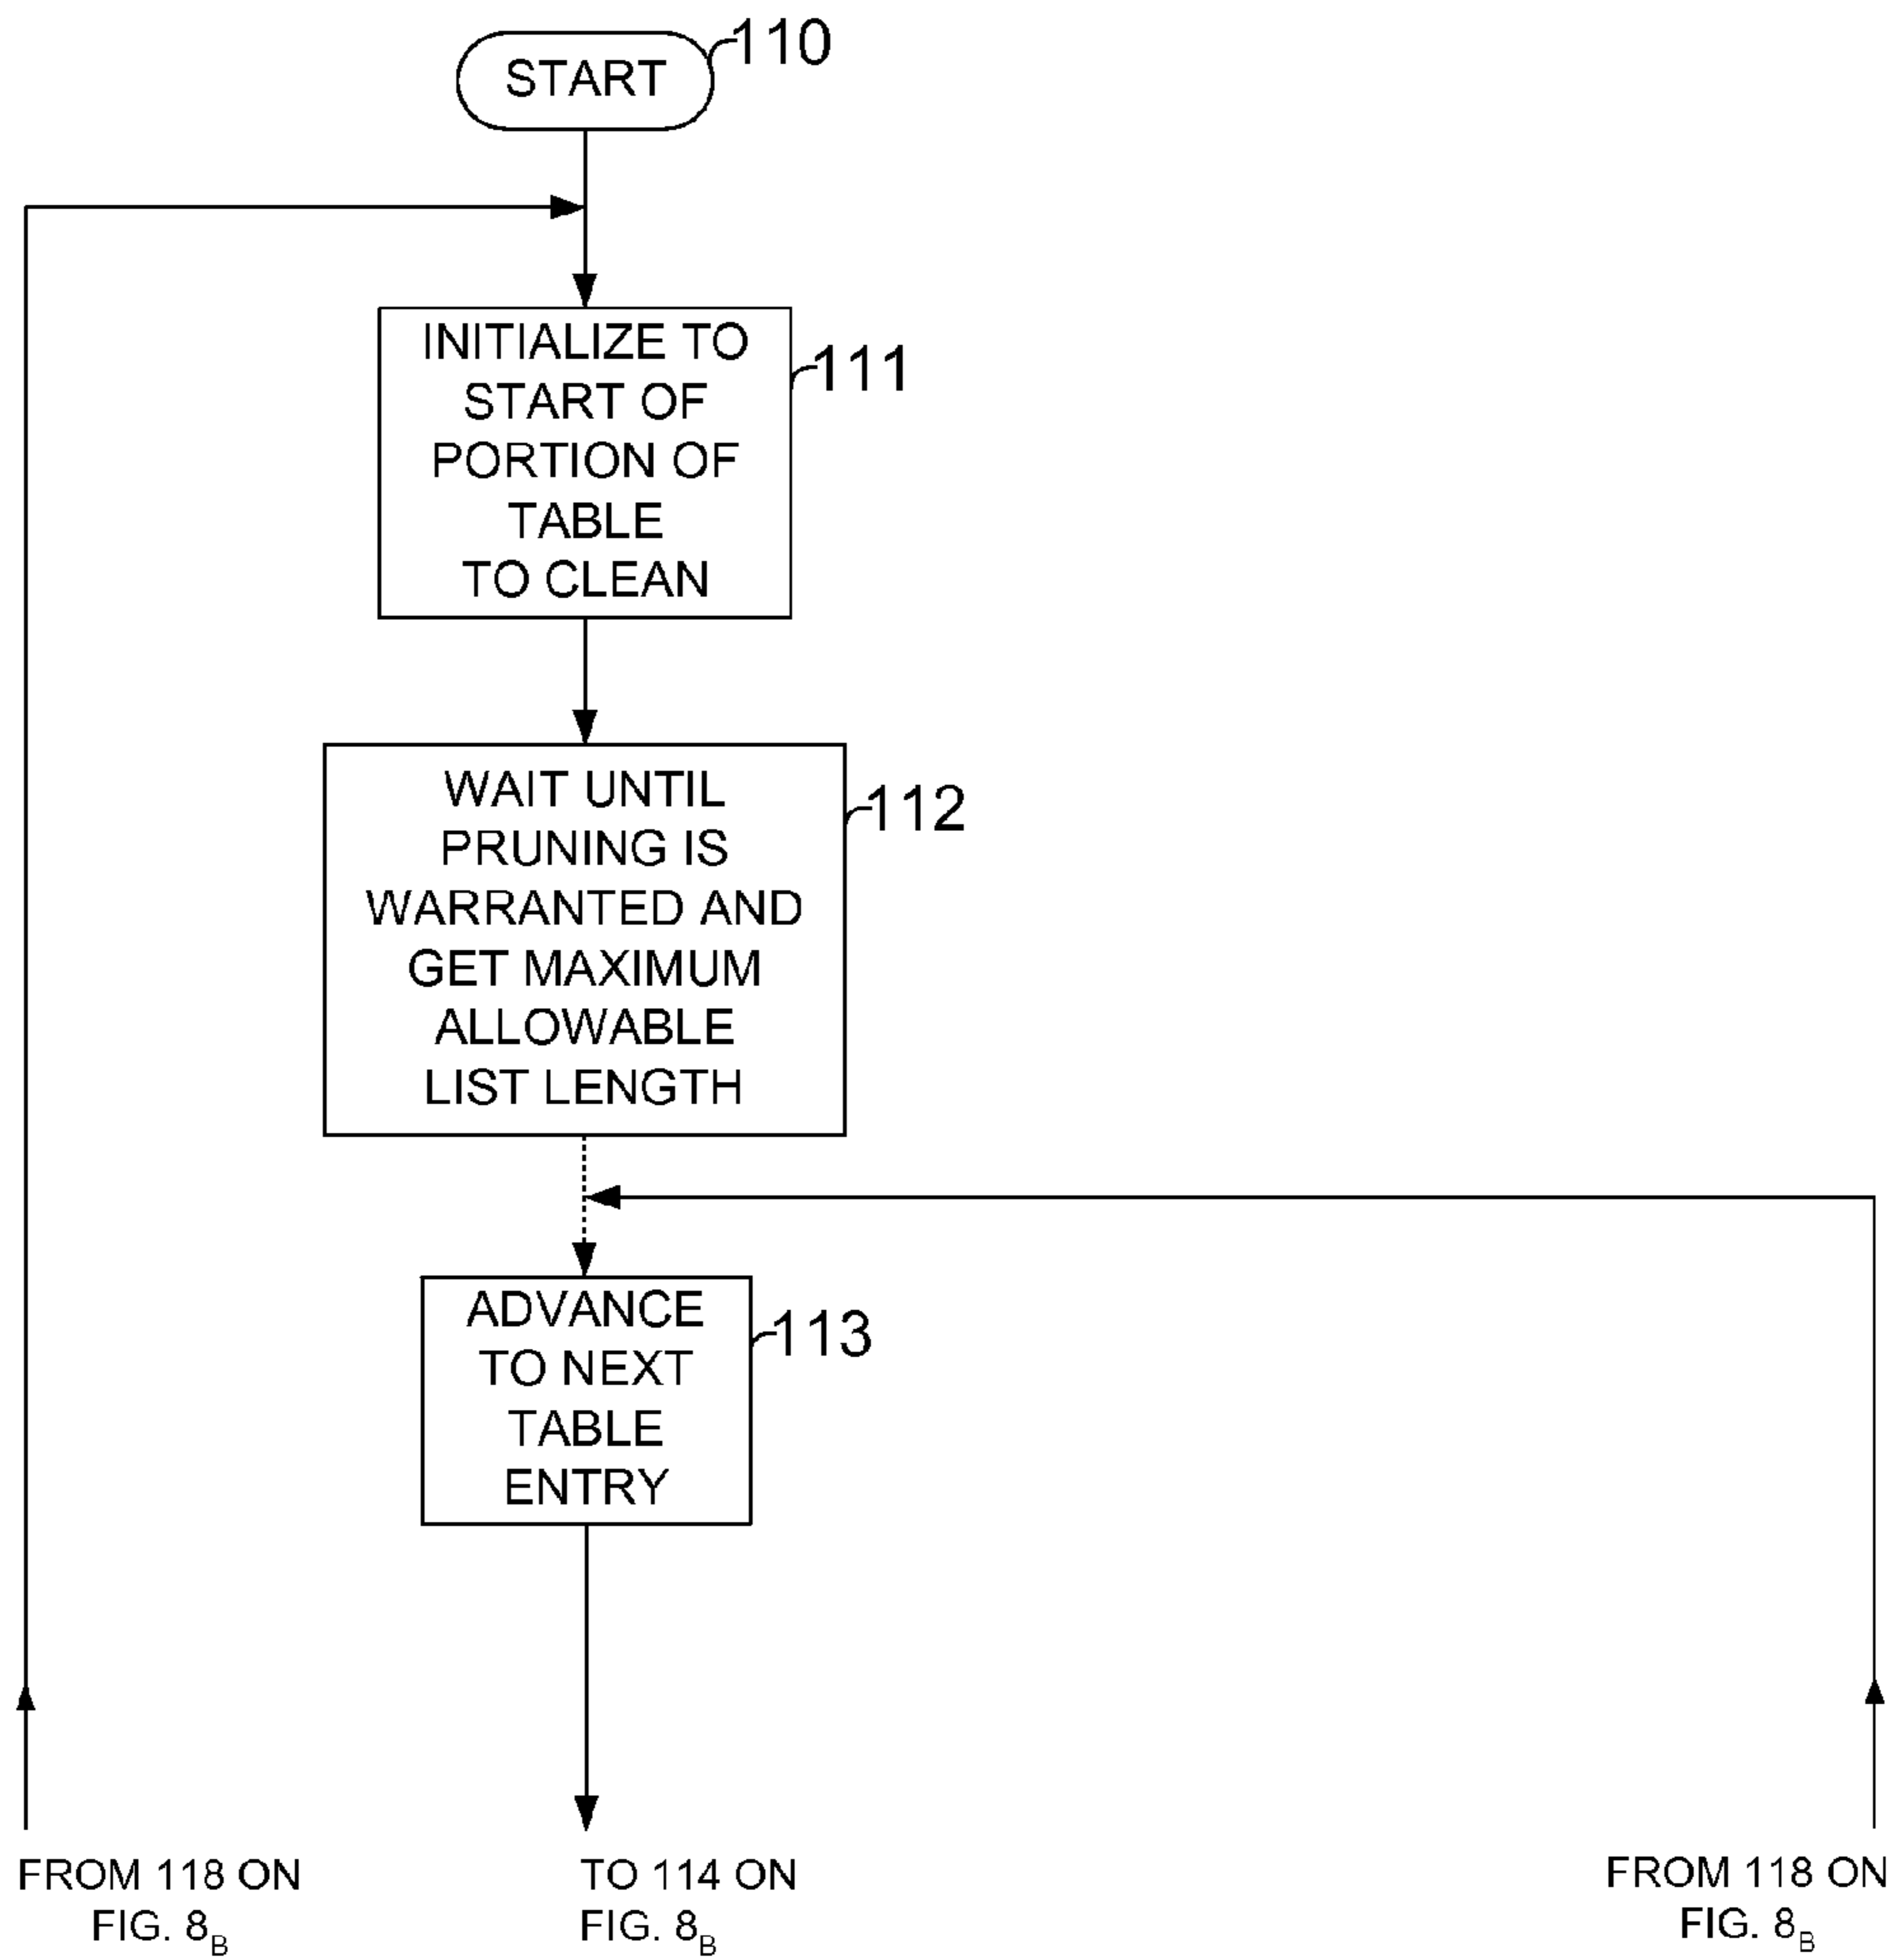 START
110
INITIALIZE TO
START OF
PORTION OF
TABLE
TO CLEAN
111
WAIT UNTIL
PRUNING IS
WARRANTED AND
GET MAXIMUM
ALLOWABLE
LIST LENGTH
112
ADVANCE
TO NEXT
TABLE
ENTRY
113
FROM 118 ON
FIG. 8B
TO 114 ON
FIG. 8B
FROM 118 ON
FIG. 8B